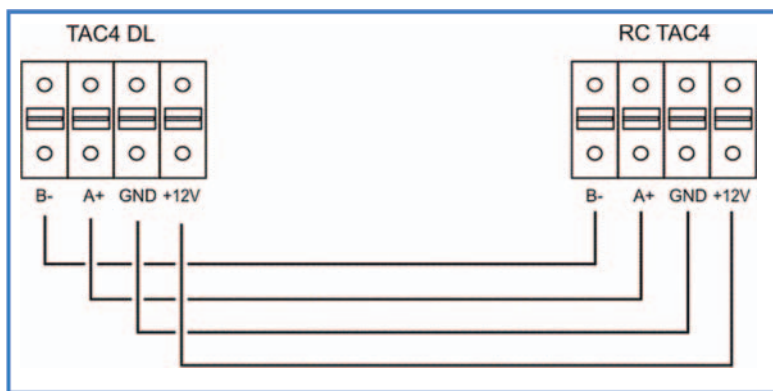 TAC4 DL RC TAC4
B- A+ GND +12V B- A+ GND +12V